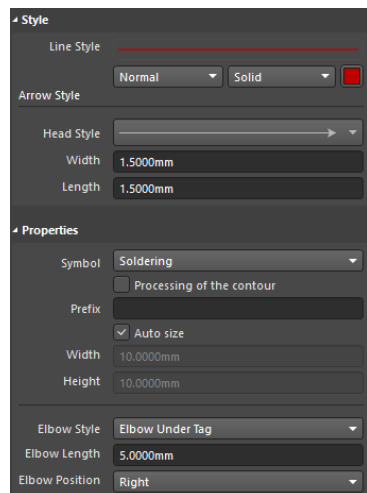 Style
Line Style
Normal Solid
Arrow Style
Head Style
Width 1.5000mm
Length 1.5000mm
Properties
Symbol Soldering
Processing of the contour
Prefix
Auto size
Width 10.0000mm
Height 10.0000mm
Elbow Style Elbow Under Tag
Elbow Length 5.0000mm
Elbow Position Right